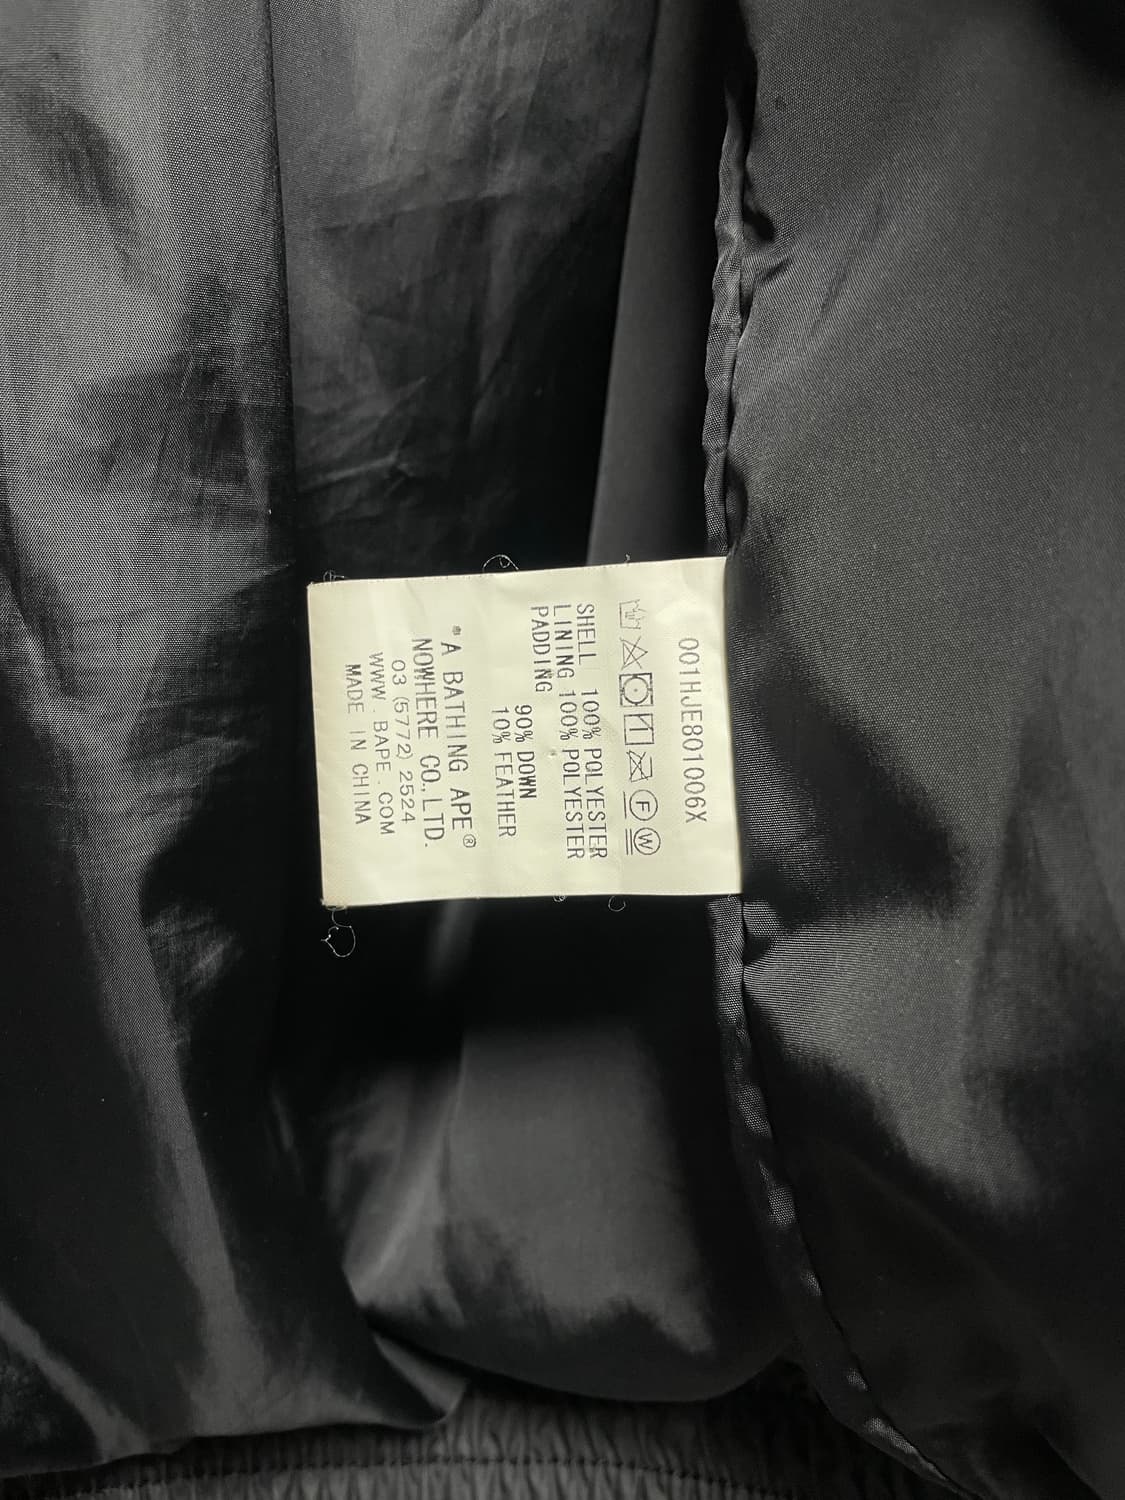 001HJE801006X
F W
SHELL 100% POLYESTER
LINING 100% POLYESTER
PADDING
90% DOWN
10% FEATHER
A BATHING APE®
NOWHERE CO.,LTD.
03 (5772) 2524
WWW.BAPE.COM
MADE IN CHINA